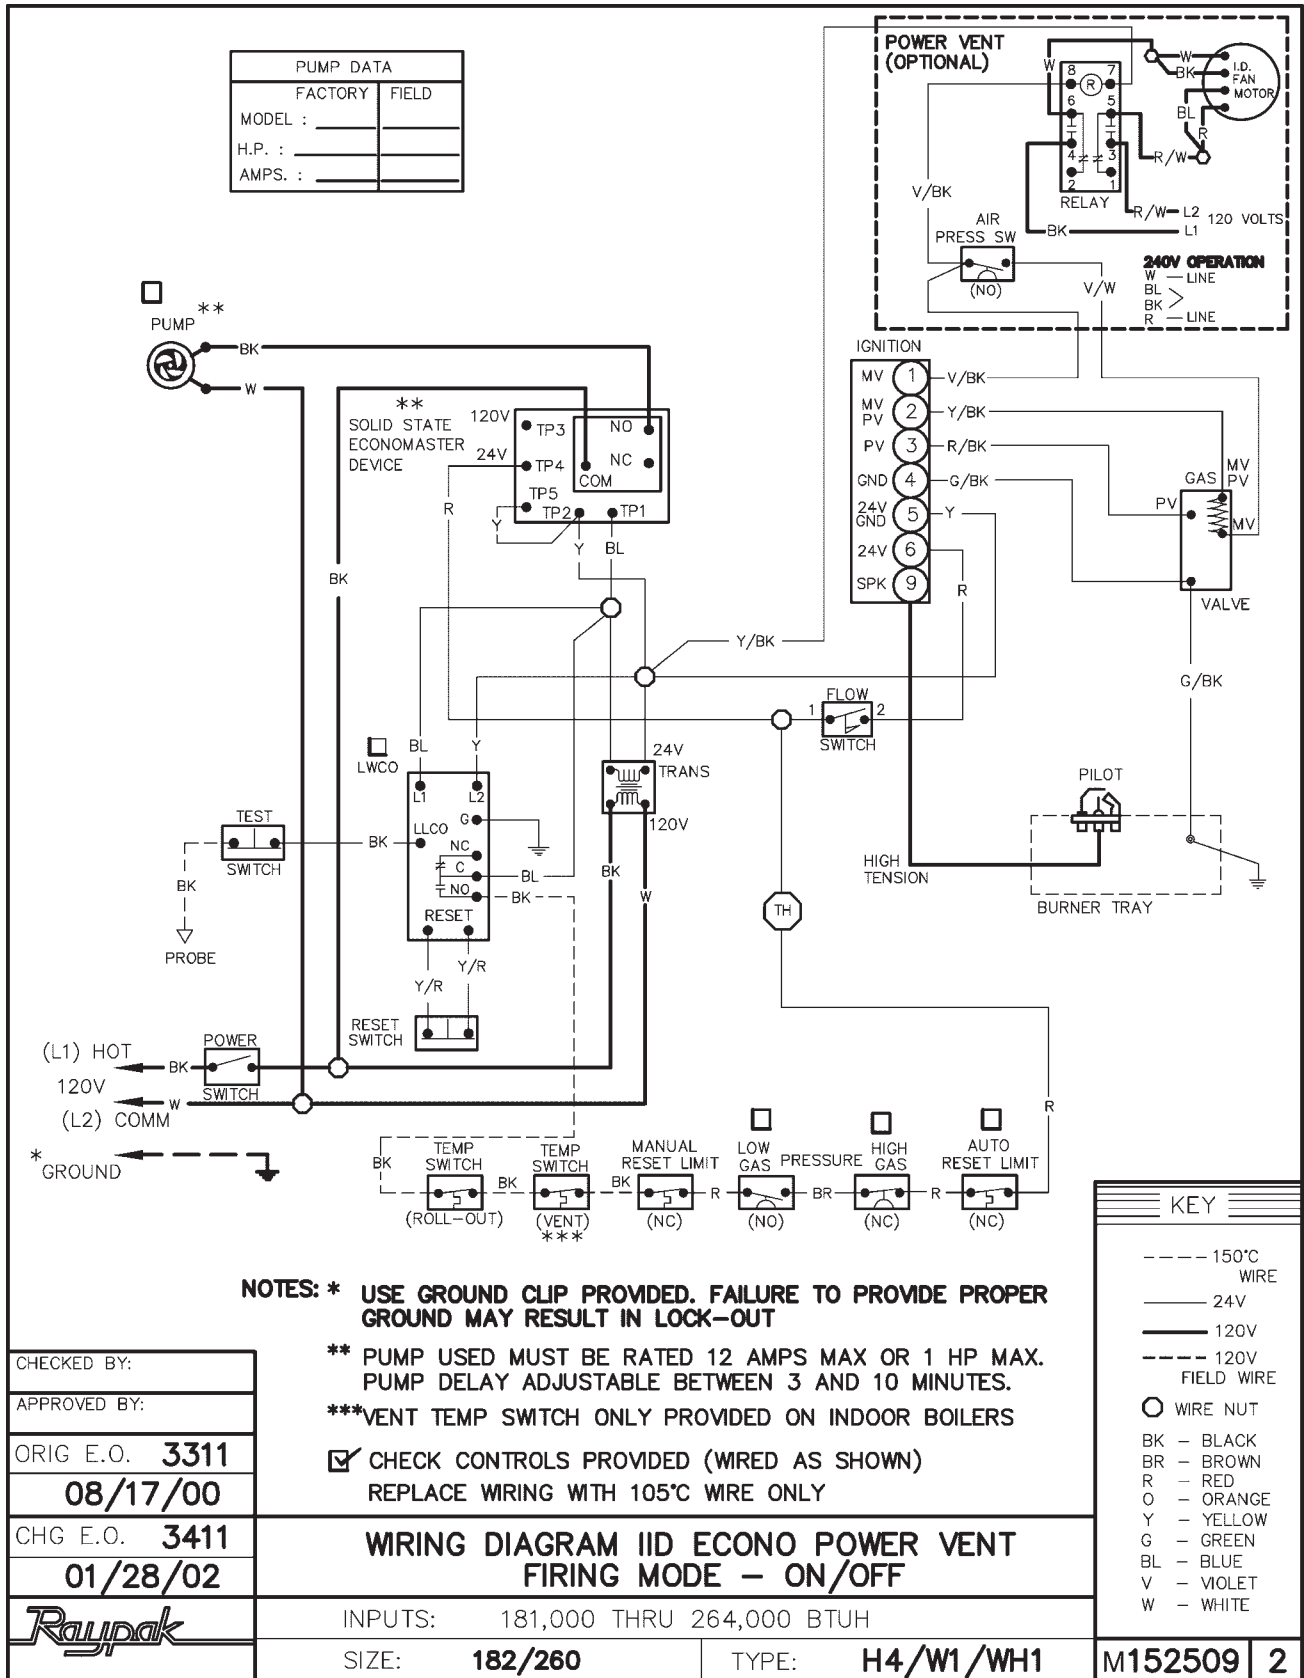 POWER VENT
(OPTIONAL)
W
W
BK
I.D.
FAN
MOTOR
8 7
R
6 5
BL
R
4 3
R/W
2 1
RELAY
V/BK
R/W L2
120 VOLTS
BK L1
AIR
PRESS SW
(NO)
V/W
240V OPERATION
W — LINE
BL
BK
R — LINE
PUMP DATA
FACTORY FIELD
MODEL :
H.P. :
AMPS. :
**
PUMP
BK
W
**
SOLID STATE
ECONOMASTER
DEVICE
120V TP3
24V TP4
TP5
TP2 TP1
NO
NC
COM
R
Y
Y BL
BK
IGNITION
MV 1 V/BK
MV
PV 2 Y/BK
PV 3 R/BK
GND 4 G/BK
24V
GND 5 Y
24V 6
SPK 9
R
GAS
MV
PV
PV
MV
VALVE
Y/BK
G/BK
FLOW
1 2
SWITCH
LWCO
BL Y
L1 L2
G
LLCO
NC
C
NO
RESET
TEST
SWITCH
BK
BK
PROBE
BL
BK
24V
TRANS
120V
BK
W
Y/R
Y/R
RESET
SWITCH
PILOT
HIGH
TENSION
BURNER TRAY
TH
R
(L1) HOT
BK
POWER
SWITCH
120V
W
(L2) COMM
* GROUND
BK
TEMP
SWITCH
(ROLL-OUT)
BK
TEMP
SWITCH
(VENT)
***
BK
MANUAL
RESET LIMIT
(NC)
R
LOW
GAS
(NO)
PRESSURE
BR
HIGH
GAS
(NC)
R
AUTO
RESET LIMIT
(NC)
KEY
150°C
WIRE
24V
120V
120V
FIELD WIRE
WIRE NUT
BK – BLACK
BR – BROWN
R – RED
O – ORANGE
Y – YELLOW
G – GREEN
BL – BLUE
V – VIOLET
W – WHITE
NOTES: * USE GROUND CLIP PROVIDED. FAILURE TO PROVIDE PROPER
GROUND MAY RESULT IN LOCK-OUT
** PUMP USED MUST BE RATED 12 AMPS MAX OR 1 HP MAX.
PUMP DELAY ADJUSTABLE BETWEEN 3 AND 10 MINUTES.
***VENT TEMP SWITCH ONLY PROVIDED ON INDOOR BOILERS
CHECK CONTROLS PROVIDED (WIRED AS SHOWN)
REPLACE WIRING WITH 105°C WIRE ONLY
CHECKED BY:
APPROVED BY:
ORIG E.O. 3311
08/17/00
CHG E.O. 3411
01/28/02
Raypak
WIRING DIAGRAM IID ECONO POWER VENT
FIRING MODE – ON/OFF
INPUTS: 181,000 THRU 264,000 BTUH
SIZE: 182/260
TYPE: H4/W1/WH1
M152509 2